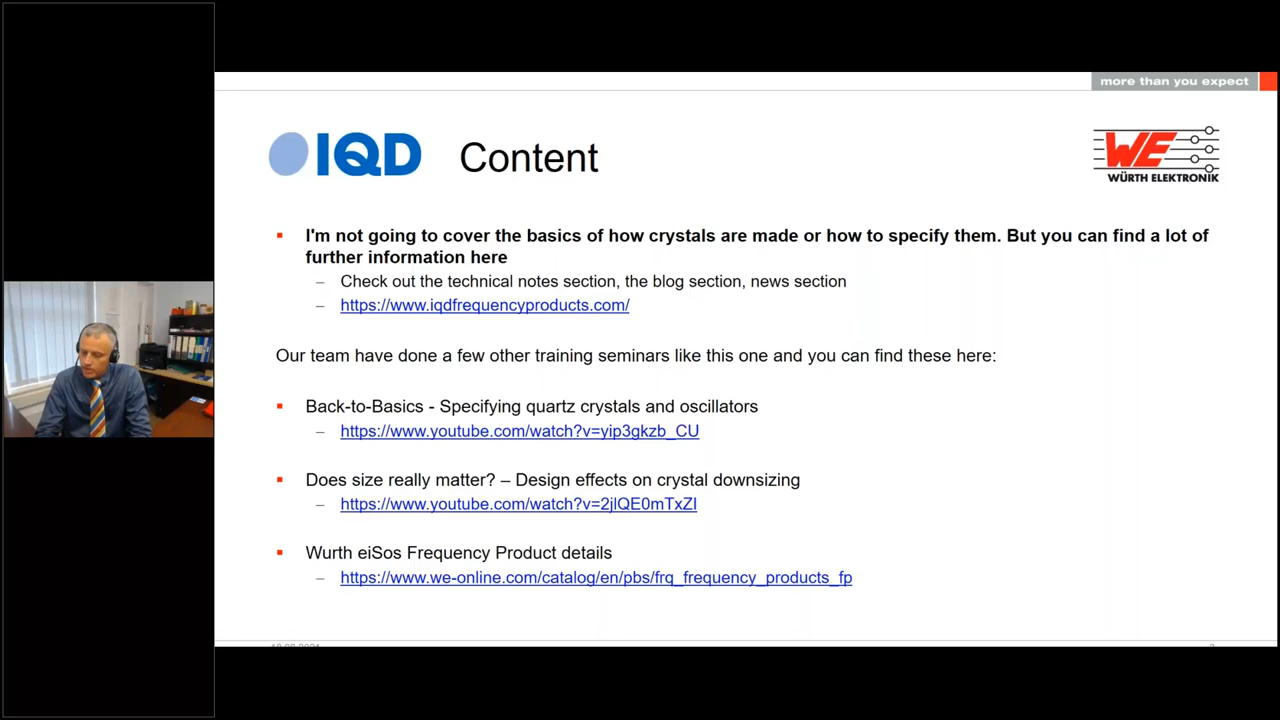 more than you expect
IQD
Content
WE
WÜRTH ELEKTRONIK
▪ I'm not going to cover the basics of how crystals are made or how to specify them. But you can find a lot of
further information here
– Check out the technical notes section, the blog section, news section
– https://www.iqdfrequencyproducts.com/
Our team have done a few other training seminars like this one and you can find these here:
▪ Back-to-Basics - Specifying quartz crystals and oscillators
– https://www.youtube.com/watch?v=yip3gkzb_CU
▪ Does size really matter? – Design effects on crystal downsizing
– https://www.youtube.com/watch?v=2jlQE0mTxZI
▪ Wurth eiSos Frequency Product details
– https://www.we-online.com/catalog/en/pbs/frq_frequency_products_fp